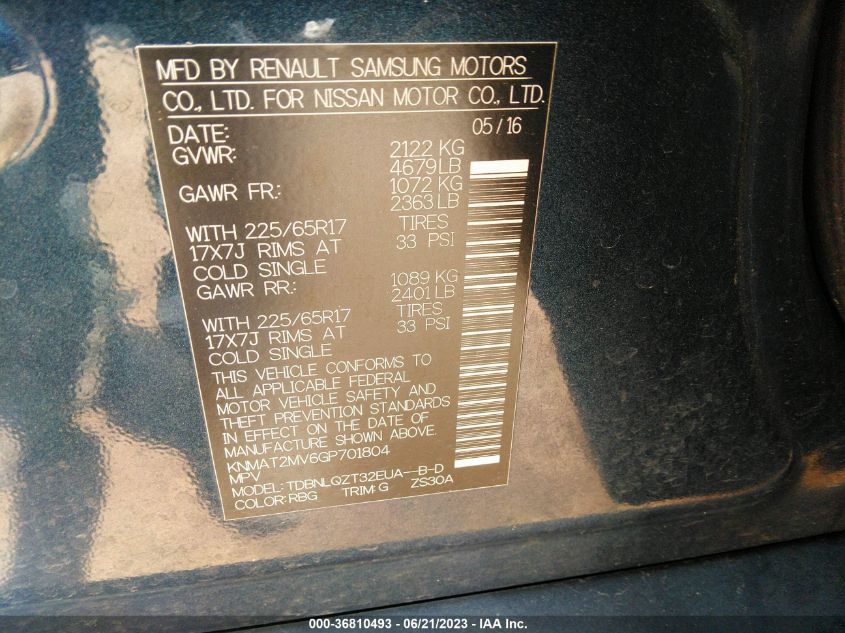 MFD BY RENAULT SAMSUNG MOTORS
CO., LTD. FOR NISSAN MOTOR CO., LTD.
DATE: 05/16
GVWR: 2122 KG
4679 LB
GAWR FR.: 1072 KG
2363 LB
WITH 225/65R17 TIRES
17X7J RIMS AT 33 PSI
COLD SINGLE
GAWR RR.: 1089 KG
2401 LB
WITH 225/65R17 TIRES
17X7J RIMS AT 33 PSI
COLD SINGLE
THIS VEHICLE CONFORMS TO
ALL APPLICABLE FEDERAL
MOTOR VEHICLE SAFETY AND
THEFT PREVENTION STANDARDS
IN EFFECT ON THE DATE OF
MANUFACTURE SHOWN ABOVE.
KNMAT2MV6GP701804
MPV
MODEL: TDBNLQZT32EUA--B-D
COLOR: RBG TRIM: G ZS30A
000-36810493 - 06/21/2023 - IAA Inc.